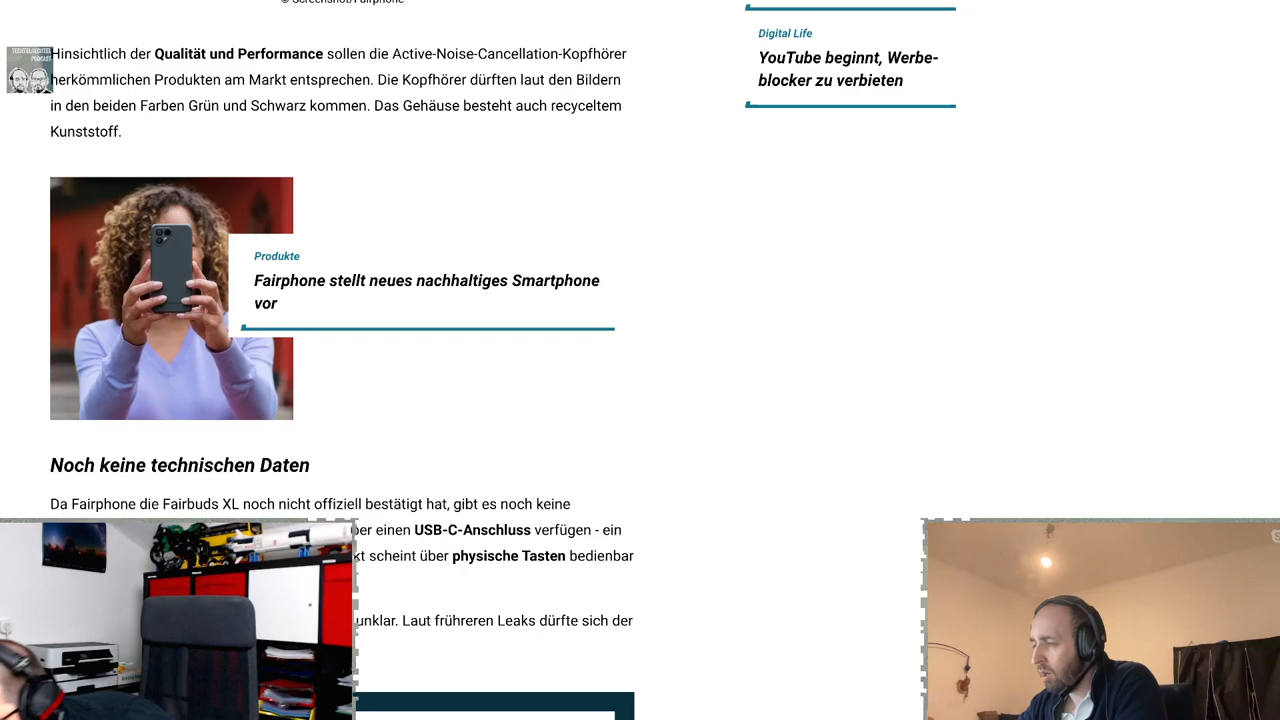 © Screenshot/Fairphone
Hinsichtlich der Qualität und Performance sollen die Active-Noise-Cancellation-Kopfhörer
herkömmlichen Produkten am Markt entsprechen. Die Kopfhörer dürften laut den Bildern
in den beiden Farben Grün und Schwarz kommen. Das Gehäuse besteht auch recyceltem
Kunststoff.
Produkte
Fairphone stellt neues nachhaltiges Smartphone
vor
Noch keine technischen Daten
Da Fairphone die Fairbuds XL noch nicht offiziell bestätigt hat, gibt es noch keine
einen USB-C-Anschluss verfügen - ein
scheint über physische Tasten bedienbar
unklar. Laut frühreren Leaks dürfte sich der
Digital Life
YouTube beginnt, Werbe-
blocker zu verbieten